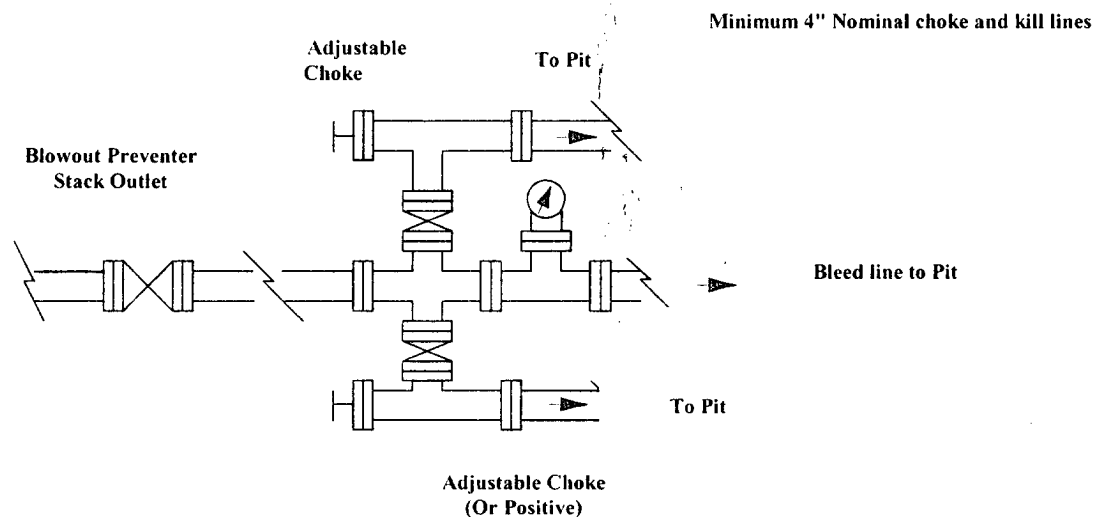 Minimum 4" Nominal choke and kill lines
Adjustable
Choke
To Pit
Blowout Preventer
Stack Outlet
Bleed line to Pit
To Pit
Adjustable Choke
(Or Positive)